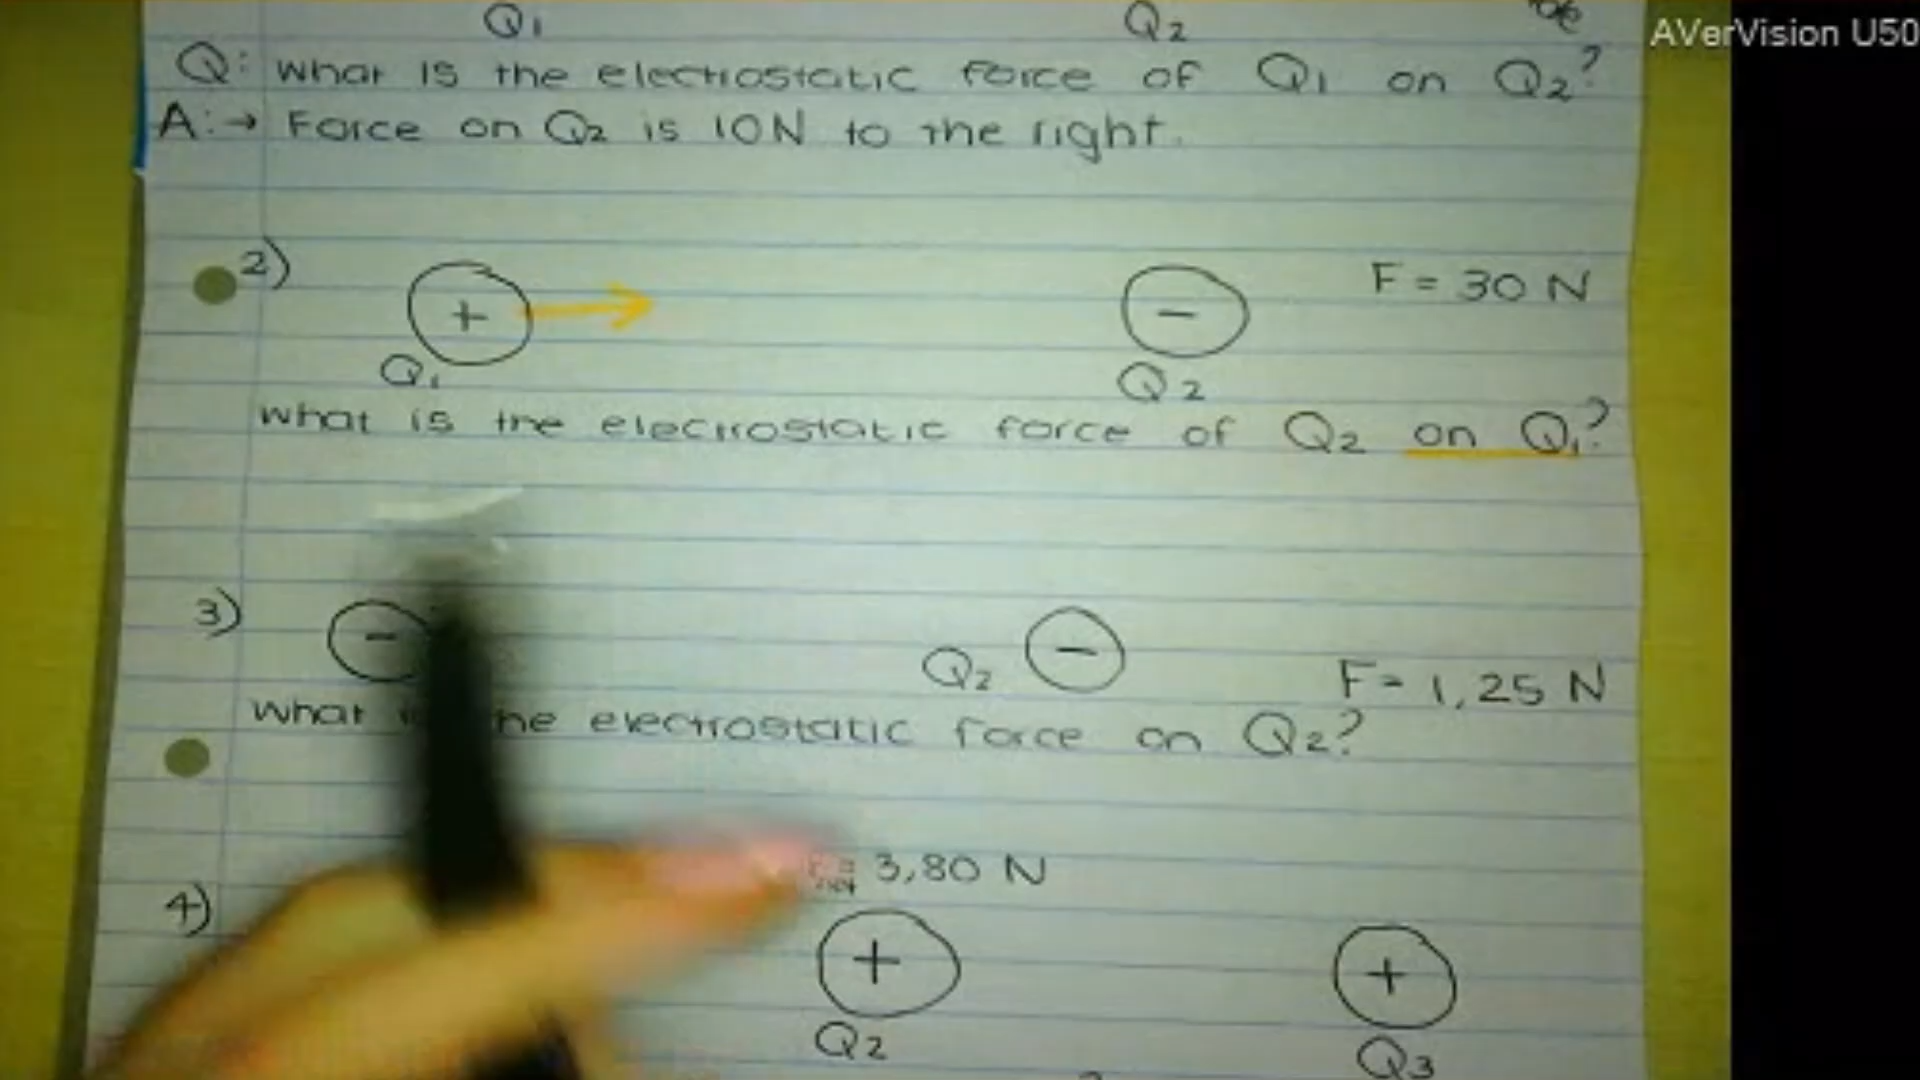 Q1 Q2
AVerVision U50
Q: What is the electrostatic force of Q1 on Q2?
A: → Force on Q2 is 10N to the right.
2) + - F = 30 N
Q1 Q2
What is the electrostatic force of Q2 on Q1?
3) - Q2 - F = 1,25 N
What the electrostatic force on Q2?
3,80 N
4) + +
Q2 Q3